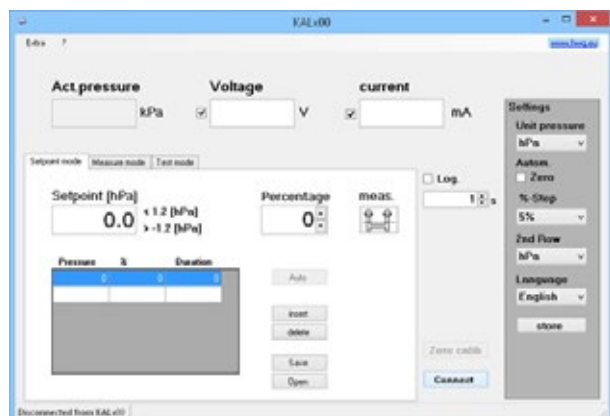 KALx00
Extra ?
Act.pressure Voltage current
kPa V mA
Setpoint mode Measure mode Test mode
Setpoint [hPa] Percentage meas.
0.0 < 1.2 [hPa] 0
> -1.2 [hPa]
Pressure % Duration
0 0 0
Auto
insert
delete
Save
Open
Log.
1 s
Zero calib
Connect
Settings
Unit pressure
hPa
Autom.
Zero
%-Step
5%
2nd Row
hPa
Language
English
store
Disconnected from KALx00